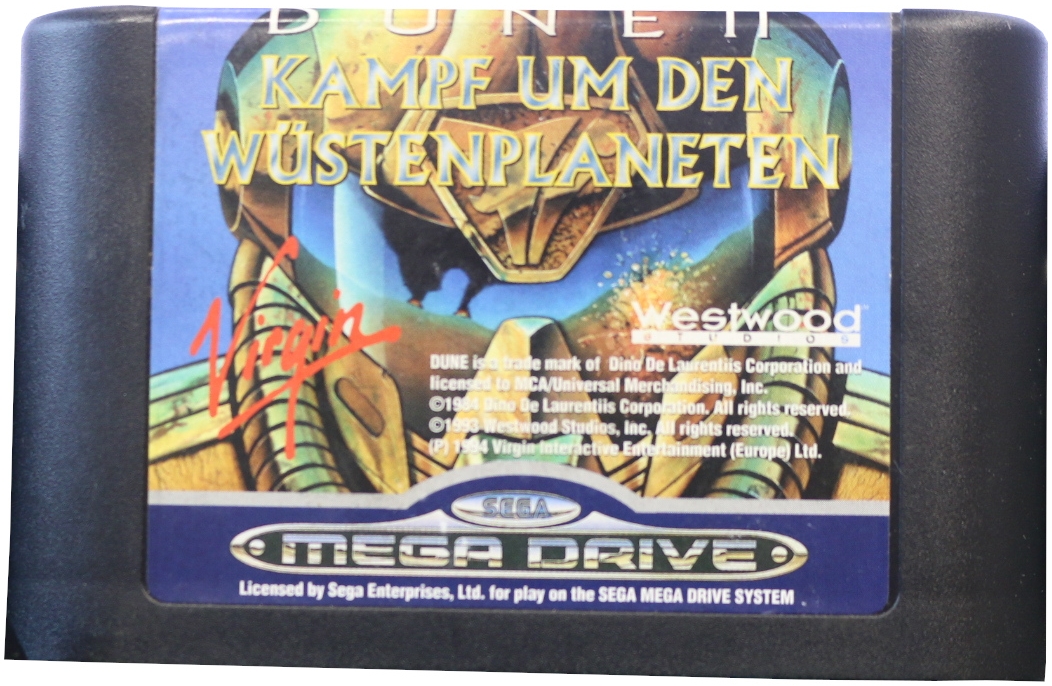 DUNE II
KAMPF UM DEN
WÜSTENPLANETEN
Virgin
Westwood™
STUDIOS
DUNE is a trade mark of Dino De Laurentiis Corporation and
licensed to MCA/Universal Merchandising, Inc.
©1984 Dino De Laurentiis Corporation. All rights reserved.
©1993 Westwood Studios, Inc. All rights reserved.
(P) 1994 Virgin Interactive Entertainment (Europe) Ltd.
SEGA
MEGA DRIVE
Licensed by Sega Enterprises, Ltd. for play on the SEGA MEGA DRIVE SYSTEM